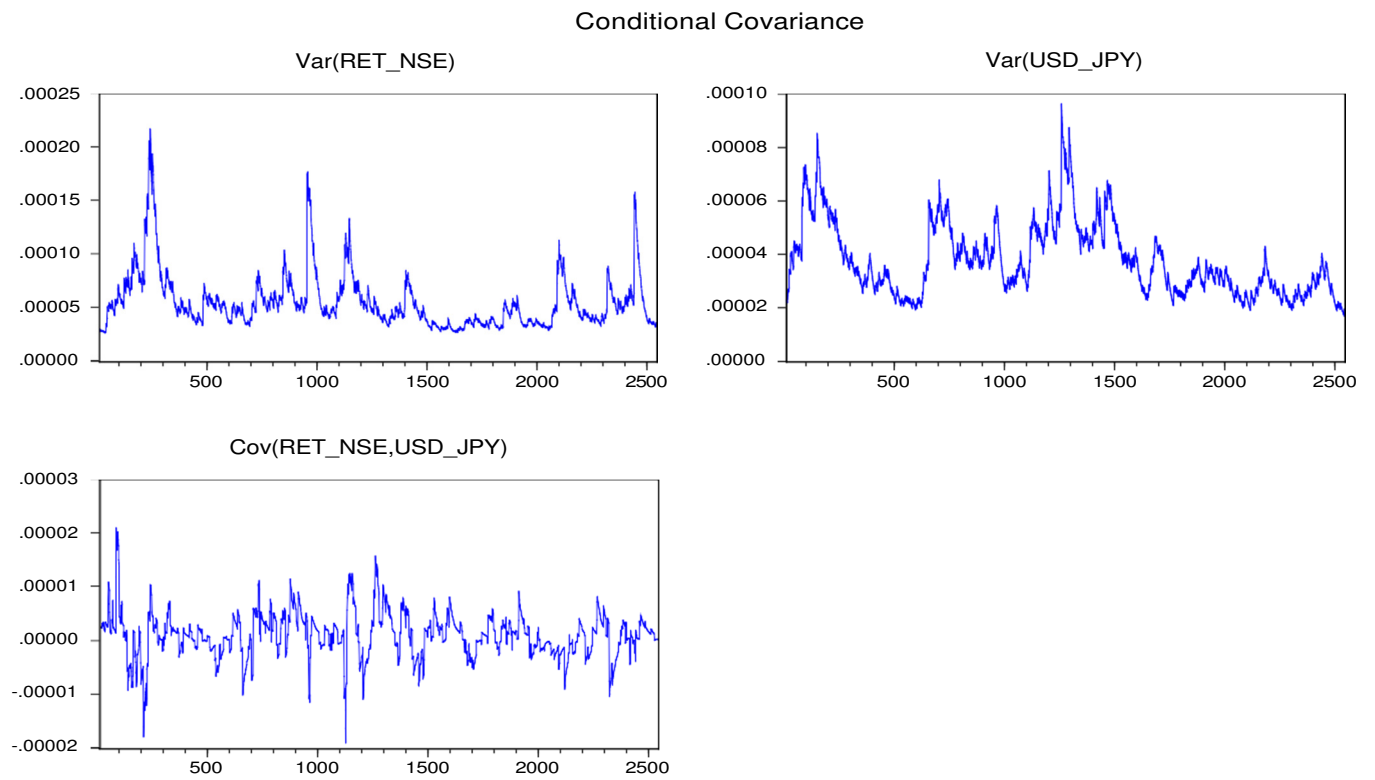 Conditional Covariance
Var(RET_NSE)
.00025
.00020
.00015
.00010
.00005
.00000
500 1000 1500 2000 2500
Var(USD_JPY)
.00010
.00008
.00006
.00004
.00002
.00000
500 1000 1500 2000 2500
Cov(RET_NSE,USD_JPY)
.00003
.00002
.00001
.00000
-.00001
-.00002
500 1000 1500 2000 2500